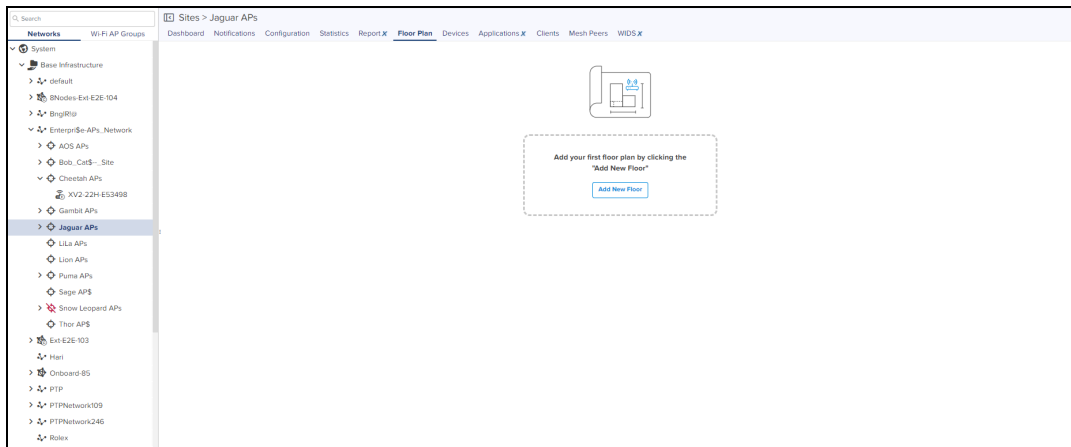 Search
Networks Wi-Fi AP Groups
System
Base Infrastructure
default
8Nodes-Ext-E2E-104
BnglR!@
Enterpri$e-APs_Network
AOS APs
Bob_Cat$--_Site
Cheetah APs
XV2-22H-E53498
Gambit APs
Jaguar APs
LiLa APs
Lion APs
Puma APs
Sage AP$
Snow Leopard APs
Thor AP$
Ext-E2E-103
Hari
Onboard-85
PTP
PTPNetwork109
PTPNetwork246
Rolex
Sites > Jaguar APs
Dashboard Notifications Configuration Statistics Report X Floor Plan Devices Applications X Clients Mesh Peers WIDS X
Add your first floor plan by clicking the
"Add New Floor"
Add New Floor